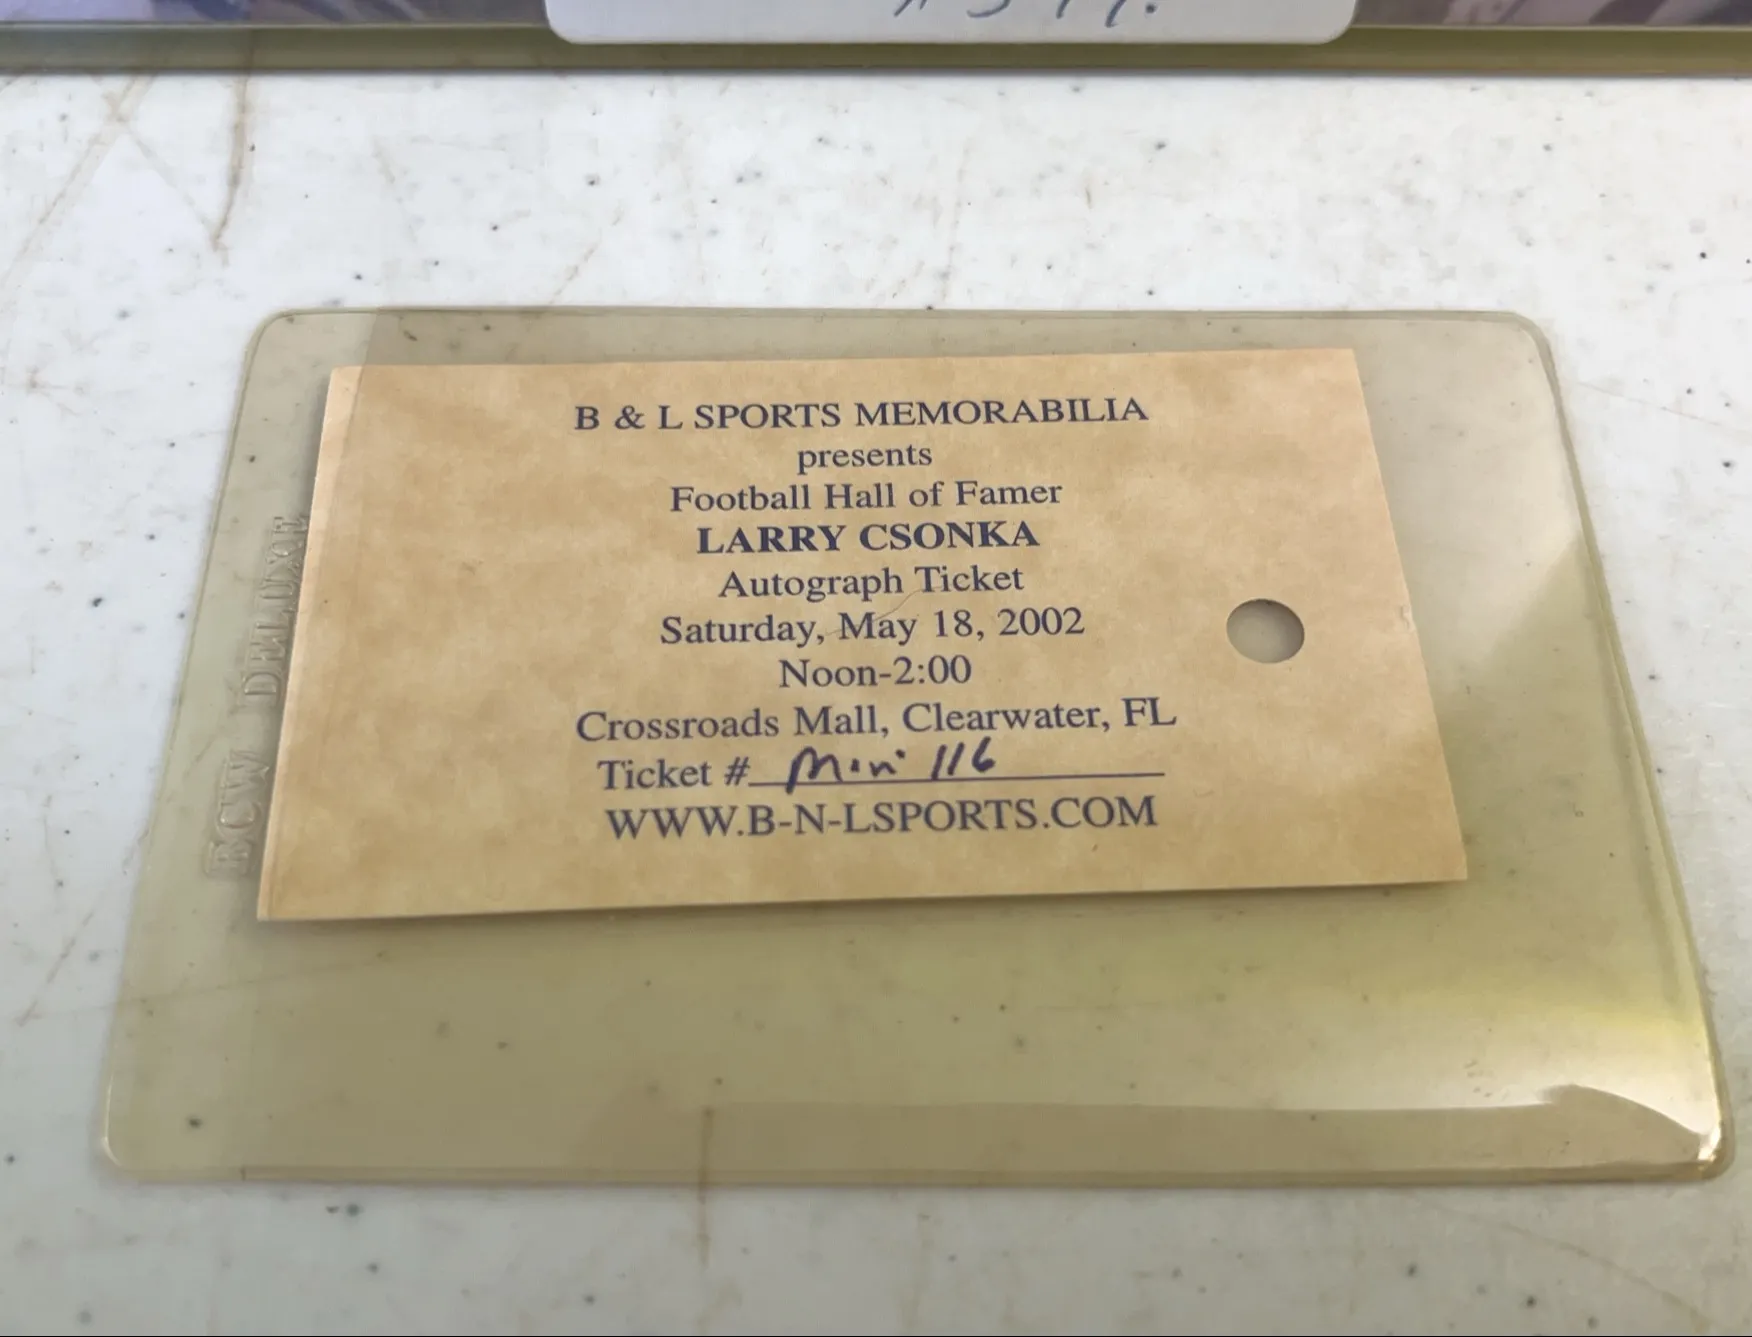 B & L SPORTS MEMORABILIA
presents
Football Hall of Famer
LARRY CSONKA
Autograph Ticket
Saturday, May 18, 2002
Noon-2:00
Crossroads Mall, Clearwater, FL
Ticket # Mini 116
WWW.B-N-LSPORTS.COM
BCW DELUXE